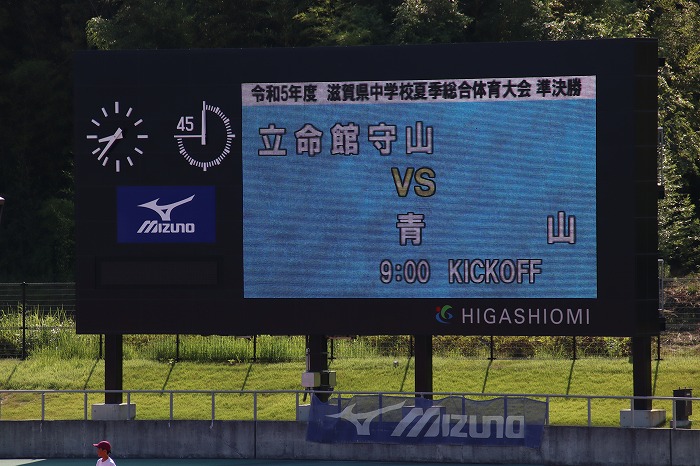 令和5年度 滋賀県中学校夏季総合体育大会 準決勝
45
立命館守山
VS
青 山
9:00 KICKOFF
MIZUNO
HIGASHIOMI
MIZUNO